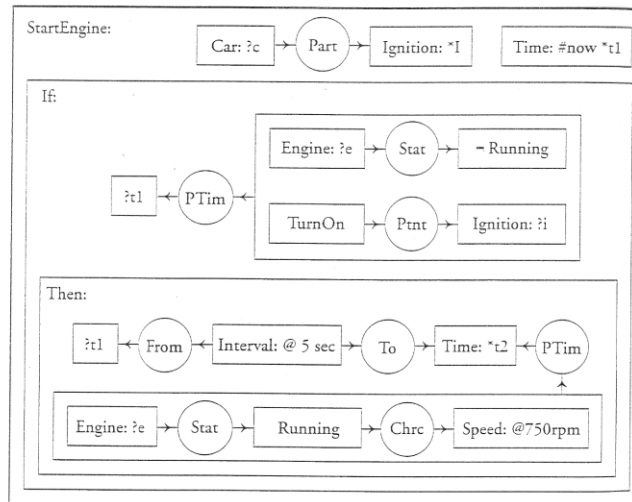 StartEngine:
Car: ?c Part Ignition: *I Time: #now *t1
If:
Engine: ?e Stat ¬ Running
?t1 PTim
TurnOn Ptnt Ignition: ?i
Then:
?t1 From Interval: @ 5 sec To Time: *t2 PTim
Engine: ?e Stat Running Chrc Speed: @750rpm